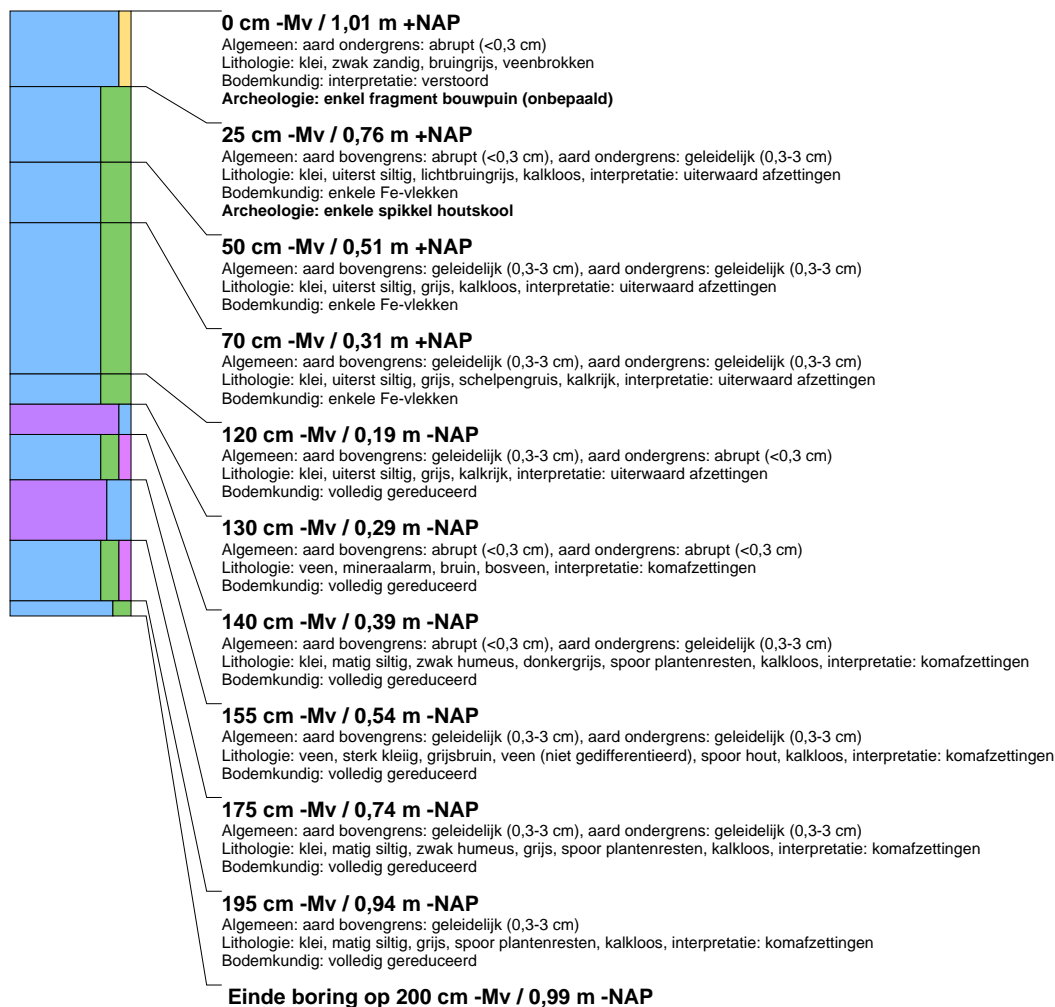 0 cm -Mv / 1,01 m +NAP
Algemeen: aard ondergrens: abrupt (<0,3 cm)
Lithologie: klei, zwak zandig, bruingrijs, veenbrokken
Bodemkundig: interpretatie: verstoord
Archeologie: enkel fragment bouwpuin (onbepaald)
25 cm -Mv / 0,76 m +NAP
Algemeen: aard bovengrens: abrupt (<0,3 cm), aard ondergrens: geleidelijk (0,3-3 cm)
Lithologie: klei, uiterst siltig, lichtbruingrijs, kalkloos, interpretatie: uiterwaard afzettingen
Bodemkundig: enkele Fe-vlekken
Archeologie: enkele spikkel houtskool
50 cm -Mv / 0,51 m +NAP
Algemeen: aard bovengrens: geleidelijk (0,3-3 cm), aard ondergrens: geleidelijk (0,3-3 cm)
Lithologie: klei, uiterst siltig, grijs, kalkloos, interpretatie: uiterwaard afzettingen
Bodemkundig: enkele Fe-vlekken
70 cm -Mv / 0,31 m +NAP
Algemeen: aard bovengrens: geleidelijk (0,3-3 cm), aard ondergrens: geleidelijk (0,3-3 cm)
Lithologie: klei, uiterst siltig, grijs, schelpengruis, kalkrijk, interpretatie: uiterwaard afzettingen
Bodemkundig: enkele Fe-vlekken
120 cm -Mv / 0,19 m -NAP
Algemeen: aard bovengrens: geleidelijk (0,3-3 cm), aard ondergrens: abrupt (<0,3 cm)
Lithologie: klei, uiterst siltig, grijs, kalkrijk, interpretatie: uiterwaard afzettingen
Bodemkundig: volledig gereduceerd
130 cm -Mv / 0,29 m -NAP
Algemeen: aard bovengrens: abrupt (<0,3 cm), aard ondergrens: abrupt (<0,3 cm)
Lithologie: veen, mineraalarm, bruin, bosveen, interpretatie: komafzettingen
Bodemkundig: volledig gereduceerd
140 cm -Mv / 0,39 m -NAP
Algemeen: aard bovengrens: abrupt (<0,3 cm), aard ondergrens: geleidelijk (0,3-3 cm)
Lithologie: klei, matig siltig, zwak humeus, donkergrijs, spoor plantenresten, kalkloos, interpretatie: komafzettingen
Bodemkundig: volledig gereduceerd
155 cm -Mv / 0,54 m -NAP
Algemeen: aard bovengrens: geleidelijk (0,3-3 cm), aard ondergrens: geleidelijk (0,3-3 cm)
Lithologie: veen, sterk kleiig, grijsbruin, veen (niet gedifferentieerd), spoor hout, kalkloos, interpretatie: komafzettingen
Bodemkundig: volledig gereduceerd
175 cm -Mv / 0,74 m -NAP
Algemeen: aard bovengrens: geleidelijk (0,3-3 cm), aard ondergrens: geleidelijk (0,3-3 cm)
Lithologie: klei, matig siltig, zwak humeus, grijs, spoor plantenresten, kalkloos, interpretatie: komafzettingen
Bodemkundig: volledig gereduceerd
195 cm -Mv / 0,94 m -NAP
Algemeen: aard bovengrens: geleidelijk (0,3-3 cm)
Lithologie: klei, matig siltig, grijs, spoor plantenresten, kalkloos, interpretatie: komafzettingen
Bodemkundig: volledig gereduceerd
Einde boring op 200 cm -Mv / 0,99 m -NAP